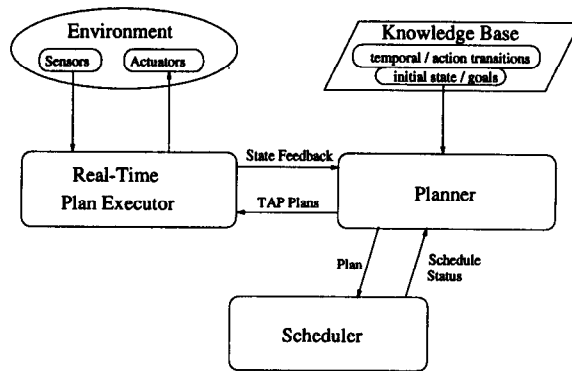 Environment
Sensors
Actuators
Knowledge Base
temporal / action transitions
initial state / goals
Real-Time
Plan Executor
State Feedback
TAP Plans
Planner
Plan
Schedule
Status
Scheduler